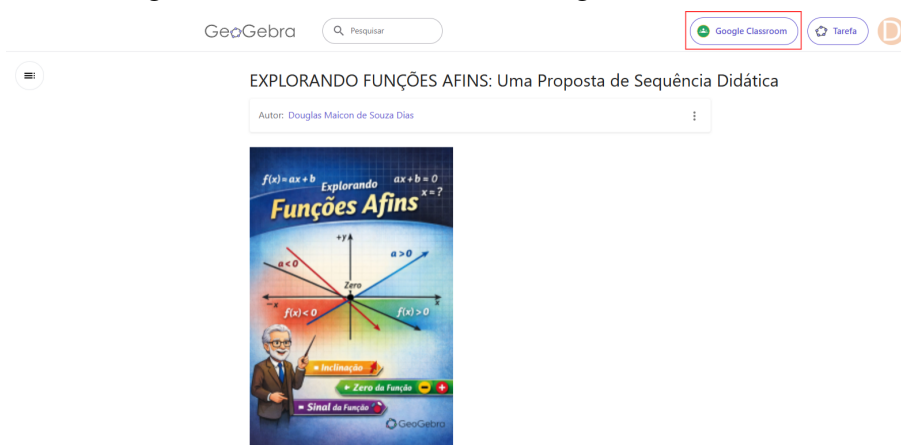 GeoGebra
Pesquisar
Google Classroom
Tarefa
D
EXPLORANDO FUNÇÕES AFINS: Uma Proposta de Sequência Didática
Autor: Douglas Maicon de Souza Dias
f(x)=ax+b
Explorando
ax+b=0
x=?
Funções Afins
+y
a>0
a<0
Zero
-x
x
f(x)<0
f(x)>0
Inclinação
Zero da Função - +
Sinal da Função
GeoGebra